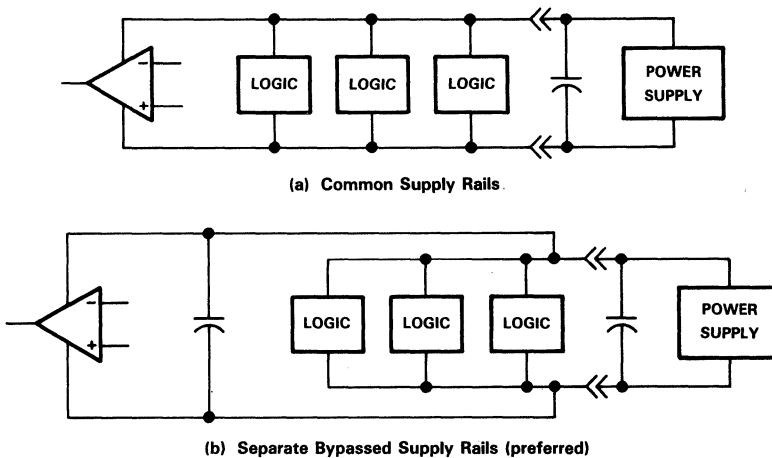 −
+
LOGIC
LOGIC
LOGIC
POWER
SUPPLY
(a) Common Supply Rails
−
+
LOGIC
LOGIC
LOGIC
POWER
SUPPLY
(b) Separate Bypassed Supply Rails (preferred)